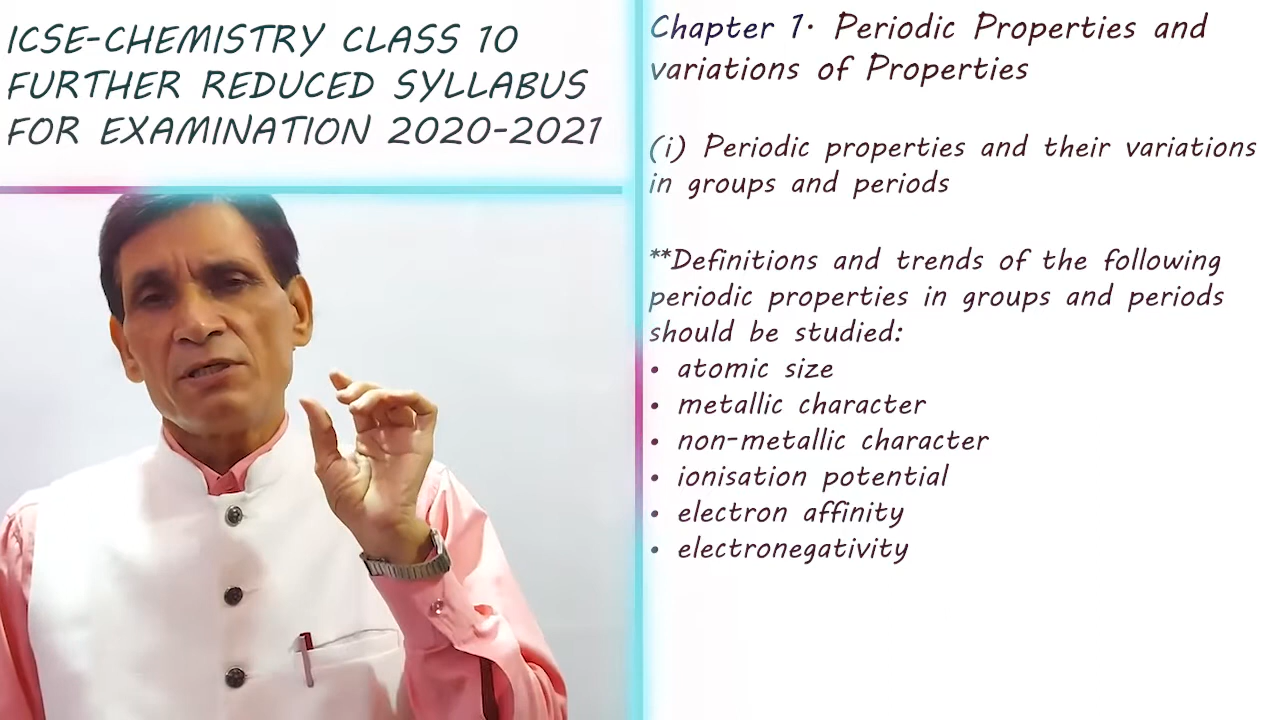 ICSE-CHEMISTRY CLASS 10
FURTHER REDUCED SYLLABUS
FOR EXAMINATION 2020-2021
Chapter 1. Periodic Properties and
variations of Properties
(i) Periodic properties and their variations
in groups and periods
**Definitions and trends of the following
periodic properties in groups and periods
should be studied:
• atomic size
• metallic character
• non-metallic character
• ionisation potential
• electron affinity
• electronegativity